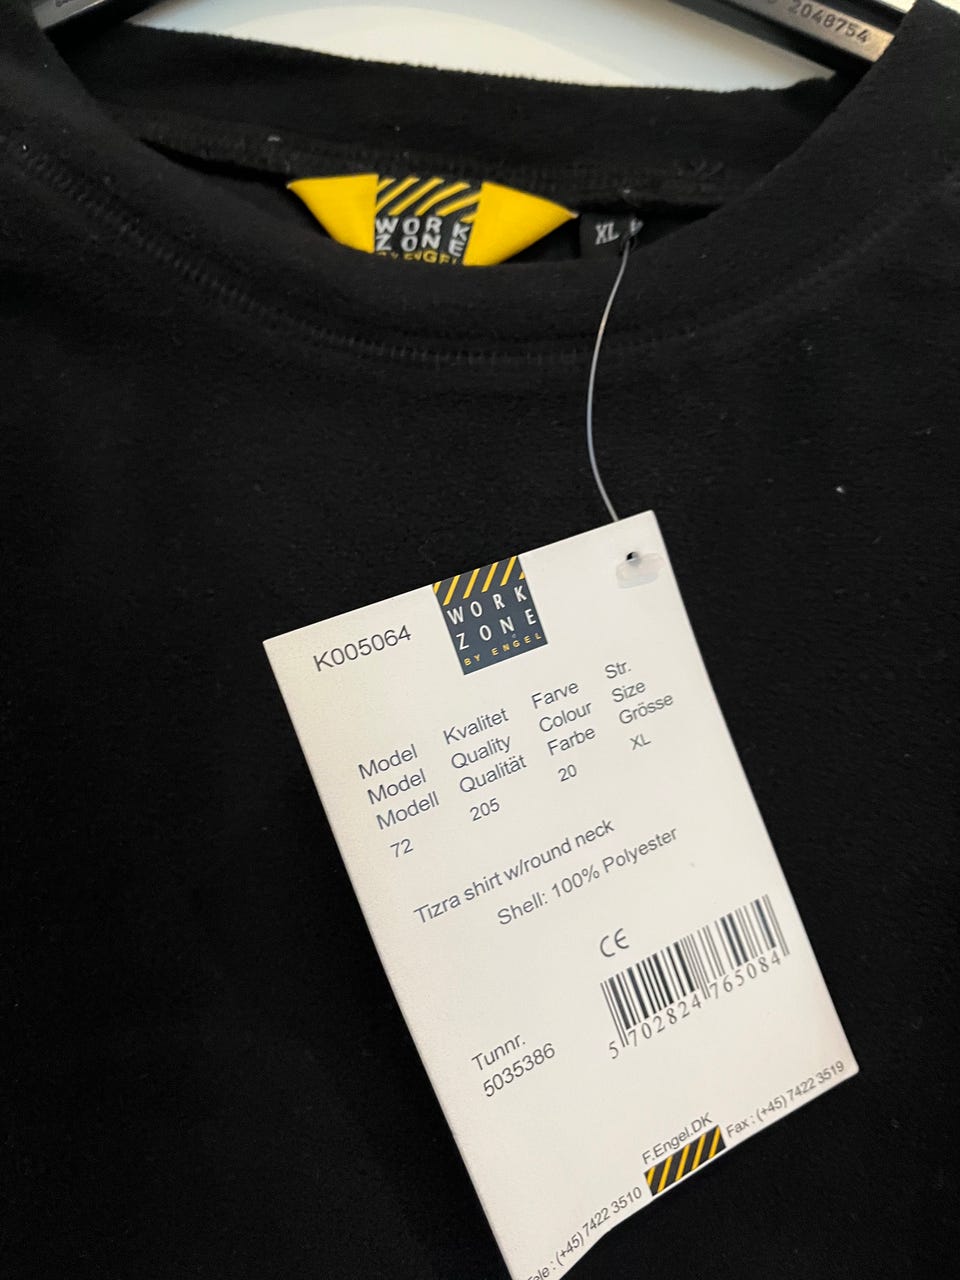 2048754
WORK
ZONE
BY ENGEL
XL
K005064
WORK
ZONE
BY ENGEL
Model Kvalitet Farve Str.
Model Quality Colour Size
Modell Qualität Farbe Grösse
72 205 20 XL
Tizra shirt w/round neck
Shell: 100% Polyester
CE
5 702824 765084
Tunnr.
5035386
F.Engel.DK
(+45) 7422 3510
Fax : (+45) 7422 3519